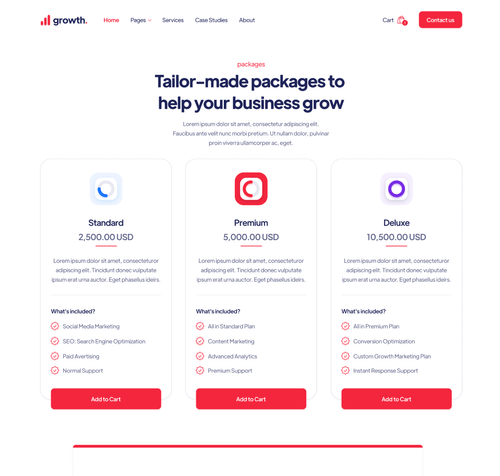 growth.
Home
Pages
Services
Case Studies
About
Cart
Contact us
packages
Tailor-made packages to
help your business grow
Lorem ipsum dolor sit amet, consectetur adipiscing elit.
Faucibus ante velit nunc morbi pretium. Ut nullam dolor, pulvinar
proin viverra ullamcorper ac, eget.
Standard
2,500.00 USD
Lorem ipsum dolor sit amet, consecteturor
adipiscing elit. Tincidunt donec vulputate
ipsum erat urna auctor. Eget phasellus ideirs.
What's included?
Social Media Marketing
SEO: Search Engine Optimization
Paid Avertising
Normal Support
Add to Cart
Premium
5,000.00 USD
Lorem ipsum dolor sit amet, consecteturor
adipiscing elit. Tincidunt donec vulputate
ipsum erat urna auctor. Eget phasellus ideirs.
What's included?
All in Standard Plan
Content Marketing
Advanced Analytics
Premium Support
Add to Cart
Deluxe
10,500.00 USD
Lorem ipsum dolor sit amet, consecteturor
adipiscing elit. Tincidunt donec vulputate
ipsum erat urna auctor. Eget phasellus ideirs.
What's included?
All in Premium Plan
Conversion Optimization
Custom Growth Marketing Plan
Instant Response Support
Add to Cart